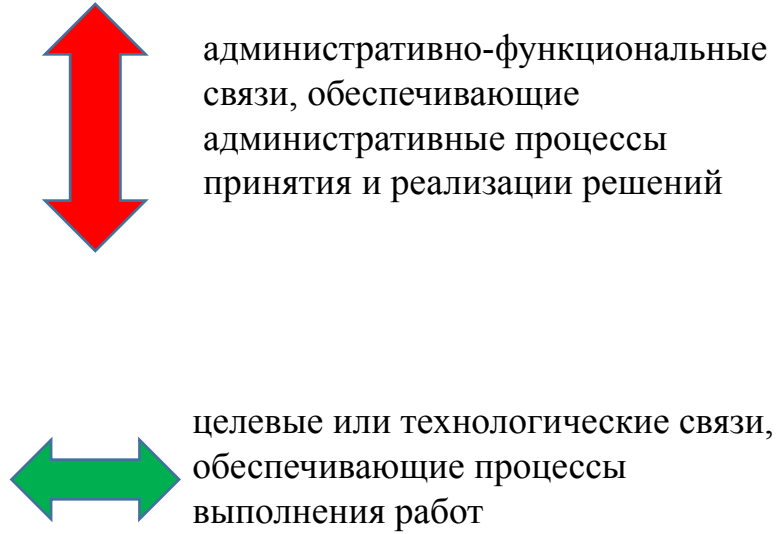 административно-функциональные
связи, обеспечивающие
административные процессы
принятия и реализации решений
целевые или технологические связи,
обеспечивающие процессы
выполнения работ